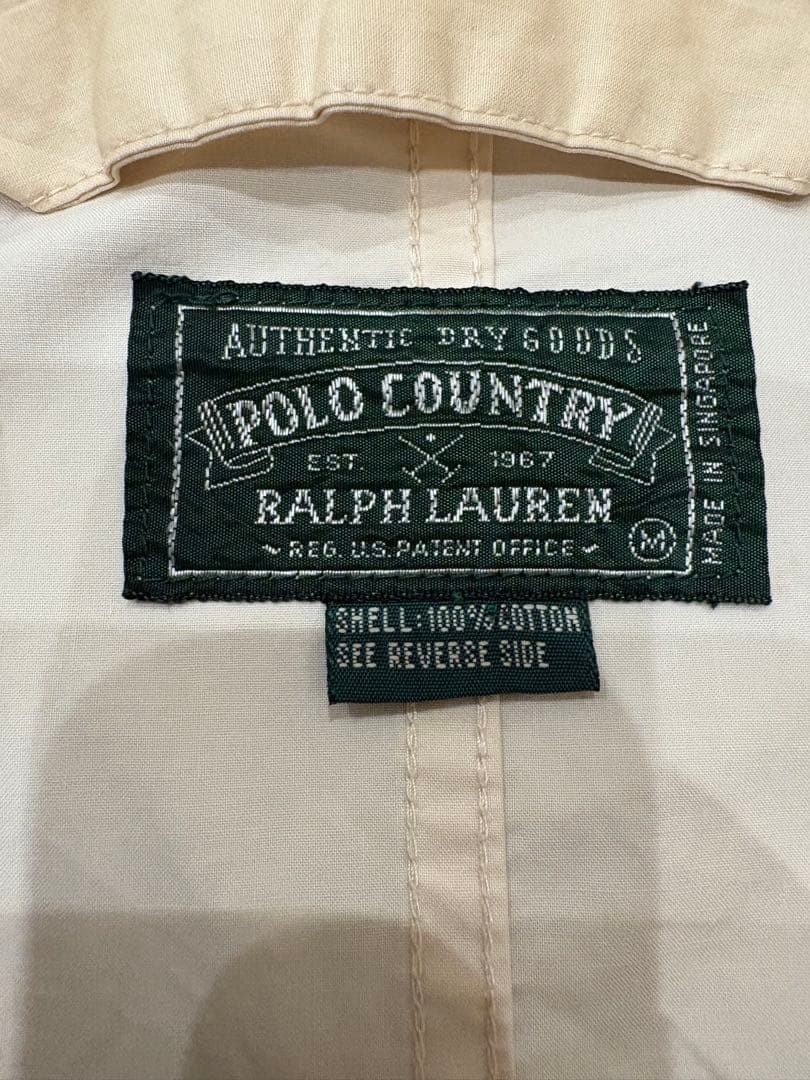 AUTHENTIC DRY GOODS
POLO COUNTRY
EST. 1967
RALPH LAUREN
REG. U.S. PATENT OFFICE
M
MADE IN SINGAPORE
SHELL:100% COTTON
SEE REVERSE SIDE